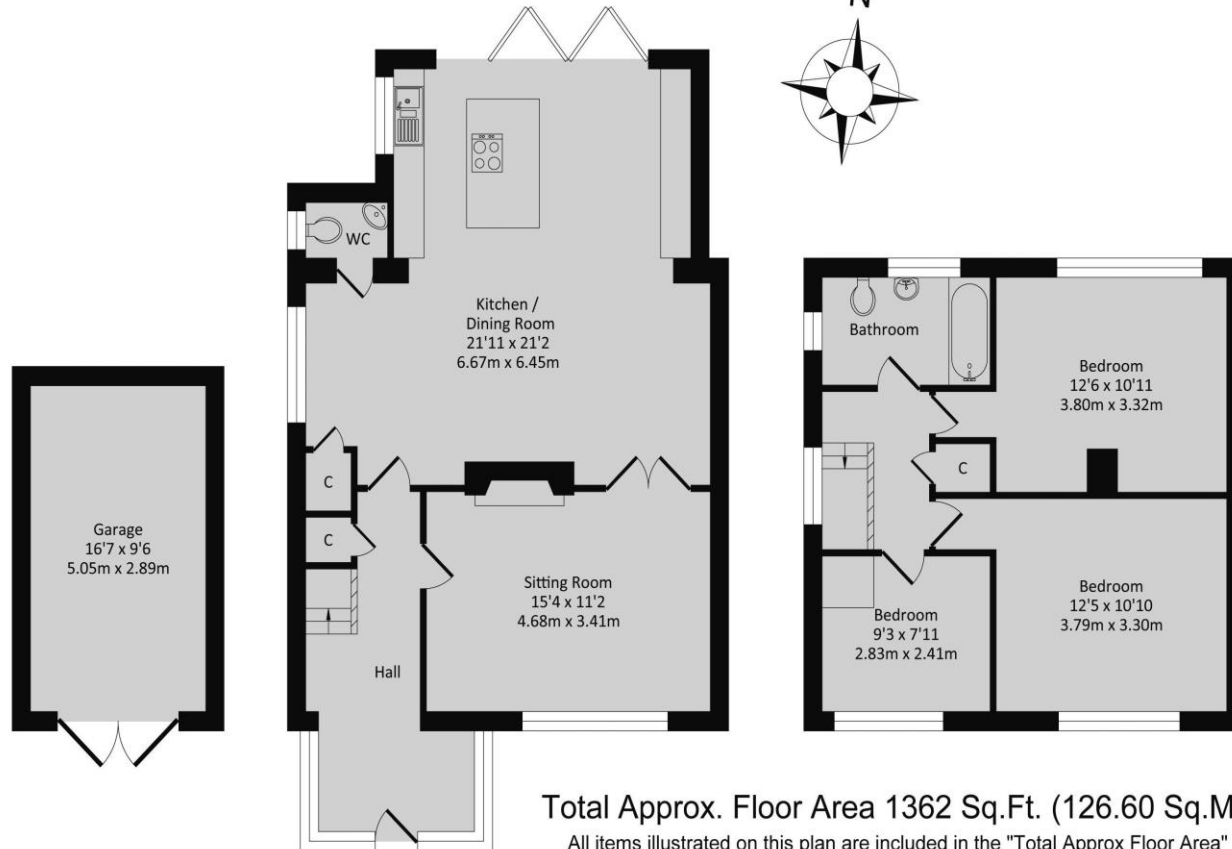 N
WC
Kitchen /
Dining Room
21'11 x 21'2
6.67m x 6.45m
C
C
Garage
16'7 x 9'6
5.05m x 2.89m
Sitting Room
15'4 x 11'2
4.68m x 3.41m
Hall
Bathroom
Bedroom
12'6 x 10'11
3.80m x 3.32m
C
Bedroom
12'5 x 10'10
3.79m x 3.30m
Bedroom
9'3 x 7'11
2.83m x 2.41m
Total Approx. Floor Area 1362 Sq.Ft. (126.60 Sq.M
All items illustrated on this plan are included in the "Total Approx Floor Area"